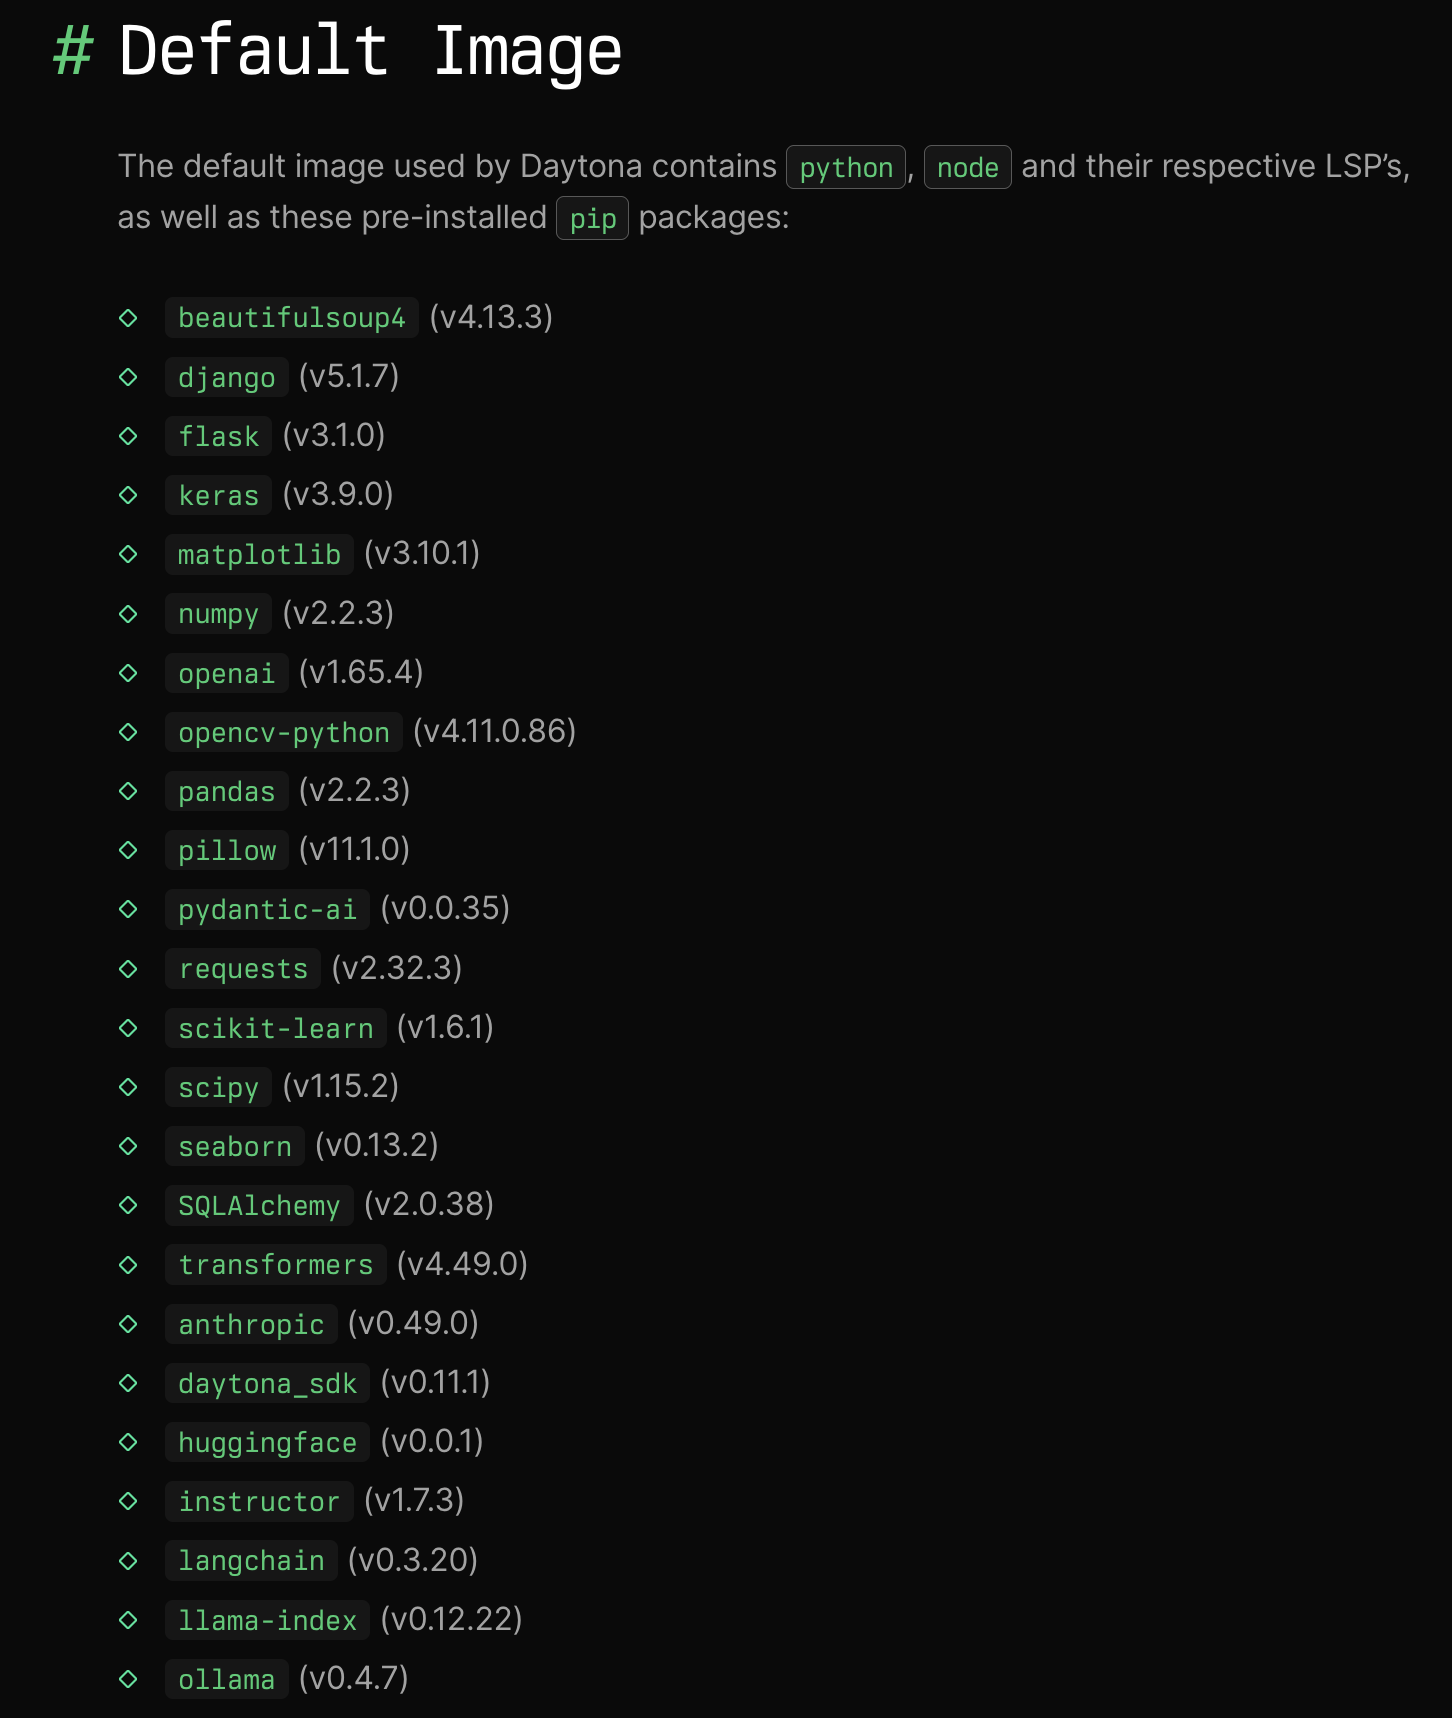 # Default Image
The default image used by Daytona contains python, node and their respective LSP’s,
as well as these pre-installed pip packages:
beautifulsoup4 (v4.13.3)
django (v5.1.7)
flask (v3.1.0)
keras (v3.9.0)
matplotlib (v3.10.1)
numpy (v2.2.3)
openai (v1.65.4)
opencv-python (v4.11.0.86)
pandas (v2.2.3)
pillow (v11.1.0)
pydantic-ai (v0.0.35)
requests (v2.32.3)
scikit-learn (v1.6.1)
scipy (v1.15.2)
seaborn (v0.13.2)
SQLAlchemy (v2.0.38)
transformers (v4.49.0)
anthropic (v0.49.0)
daytona_sdk (v0.11.1)
huggingface (v0.0.1)
instructor (v1.7.3)
langchain (v0.3.20)
llama-index (v0.12.22)
ollama (v0.4.7)